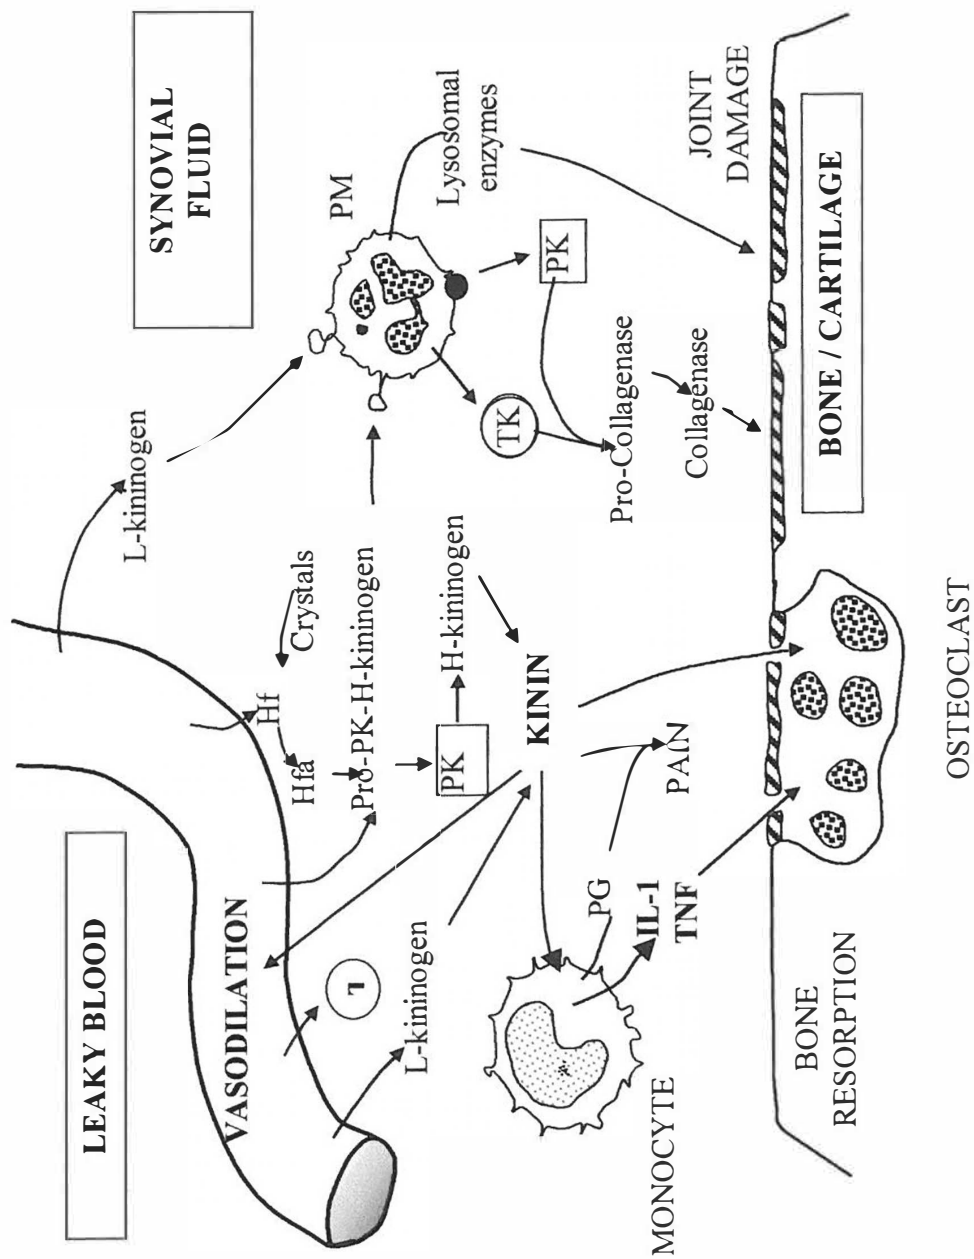 LEAKY BLOOD
SYNOVIAL
FLUID
VASODILATION
L-kininogen
Hf
Crystals
Hfa
Pro-PK-H-kininogen
PK
H-kininogen
L-kininogen
KININ
PM
Lysosomal
enzymes
TK
PK
Pro-Collagenase
Collagenase
PG
PAIN
IL-1
TNF
MONOCYTE
JOINT
DAMAGE
BONE
RESORPTION
BONE / CARTILAGE
OSTEOCLAST